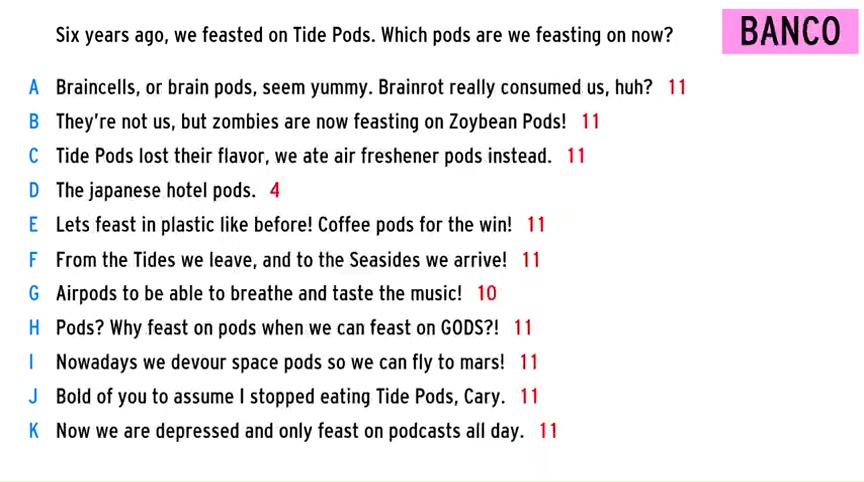 Six years ago, we feasted on Tide Pods. Which pods are we feasting on now?
BANCO
A Braincells, or brain pods, seem yummy. Brainrot really consumed us, huh? 11
B They're not us, but zombies are now feasting on Zoybean Pods! 11
C Tide Pods lost their flavor, we ate air freshener pods instead. 11
D The japanese hotel pods. 4
E Lets feast in plastic like before! Coffee pods for the win! 11
F From the Tides we leave, and to the Seasides we arrive! 11
G Airpods to be able to breathe and taste the music! 10
H Pods? Why feast on pods when we can feast on GODS?! 11
I Nowadays we devour space pods so we can fly to mars! 11
J Bold of you to assume I stopped eating Tide Pods, Cary. 11
K Now we are depressed and only feast on podcasts all day. 11